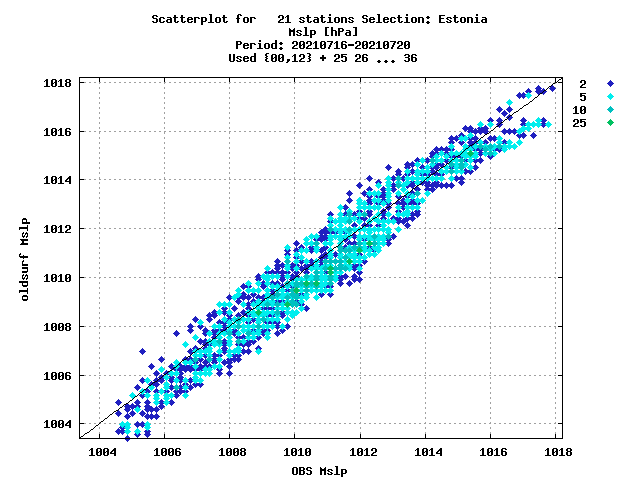 Scatterplot for 21 stations Selection: Estonia
Mslp [hPa]
Period: 20210716-20210720
Used {00,12} + 25 26 ... 36
2
5
10
25
1018
1016
1014
1012
1010
1008
1006
1004
oldsurf Mslp
1004 1006 1008 1010 1012 1014 1016 1018
OBS Mslp